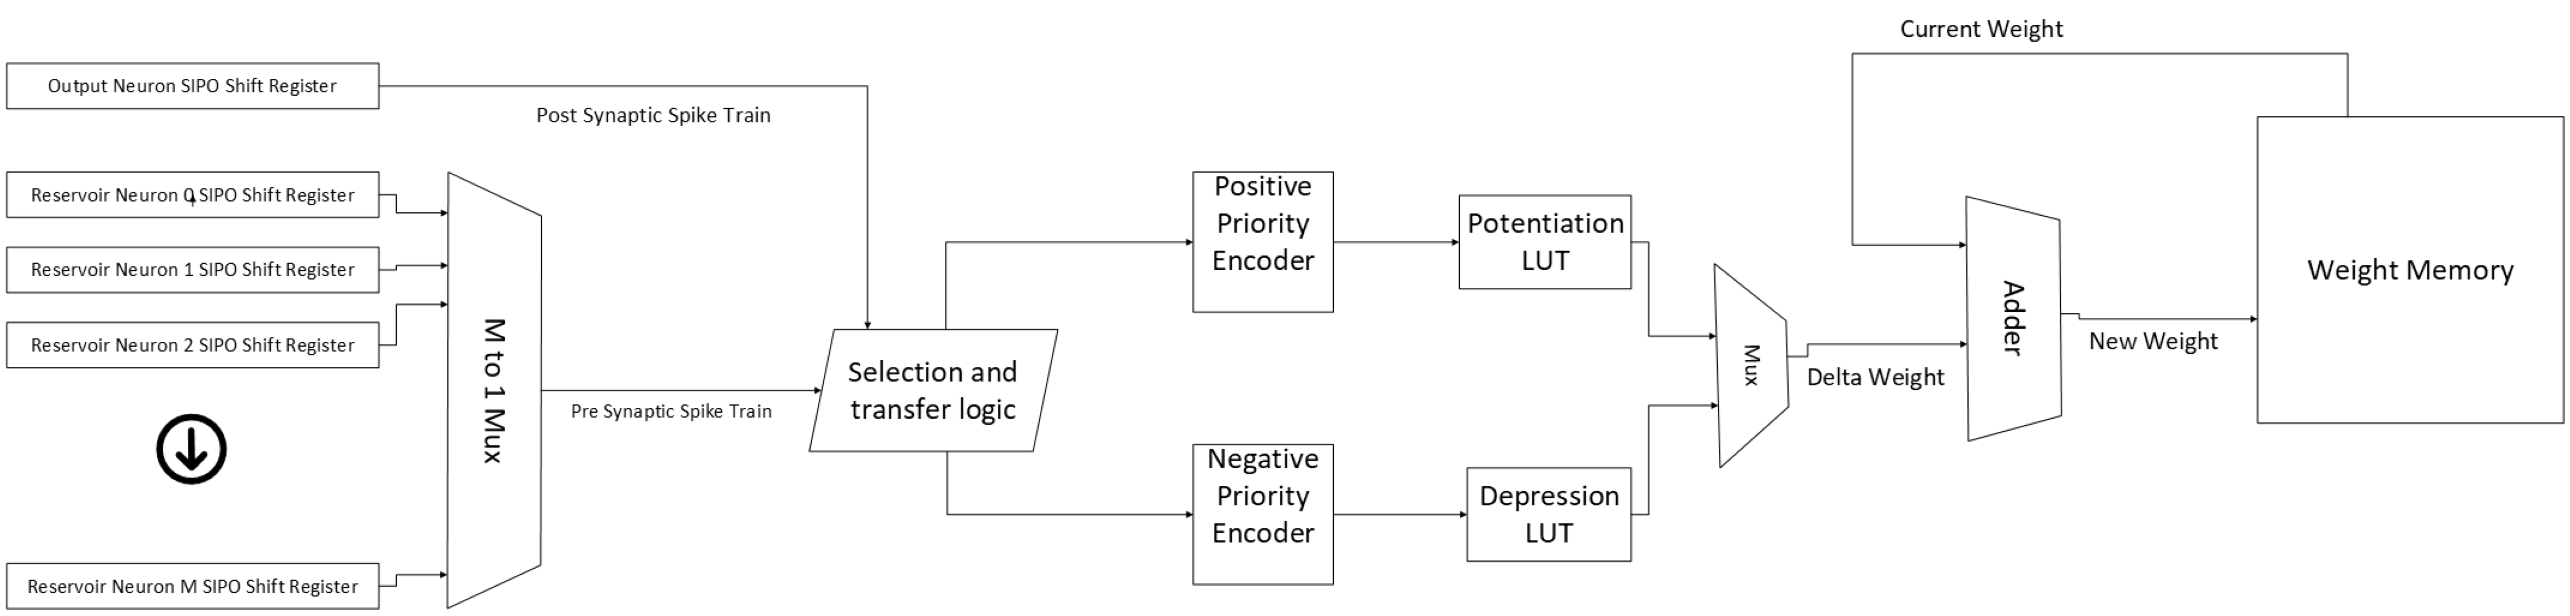 Current Weight
Output Neuron SIPO Shift Register
Post Synaptic Spike Train
Reservoir Neuron 0 SIPO Shift Register
Reservoir Neuron 1 SIPO Shift Register
Reservoir Neuron 2 SIPO Shift Register
Reservoir Neuron M SIPO Shift Register
M to 1 Mux
Pre Synaptic Spike Train
Selection and
transfer logic
Positive
Priority
Encoder
Potentiation
LUT
Negative
Priority
Encoder
Depression
LUT
Mux
Delta Weight
Adder
New Weight
Weight Memory